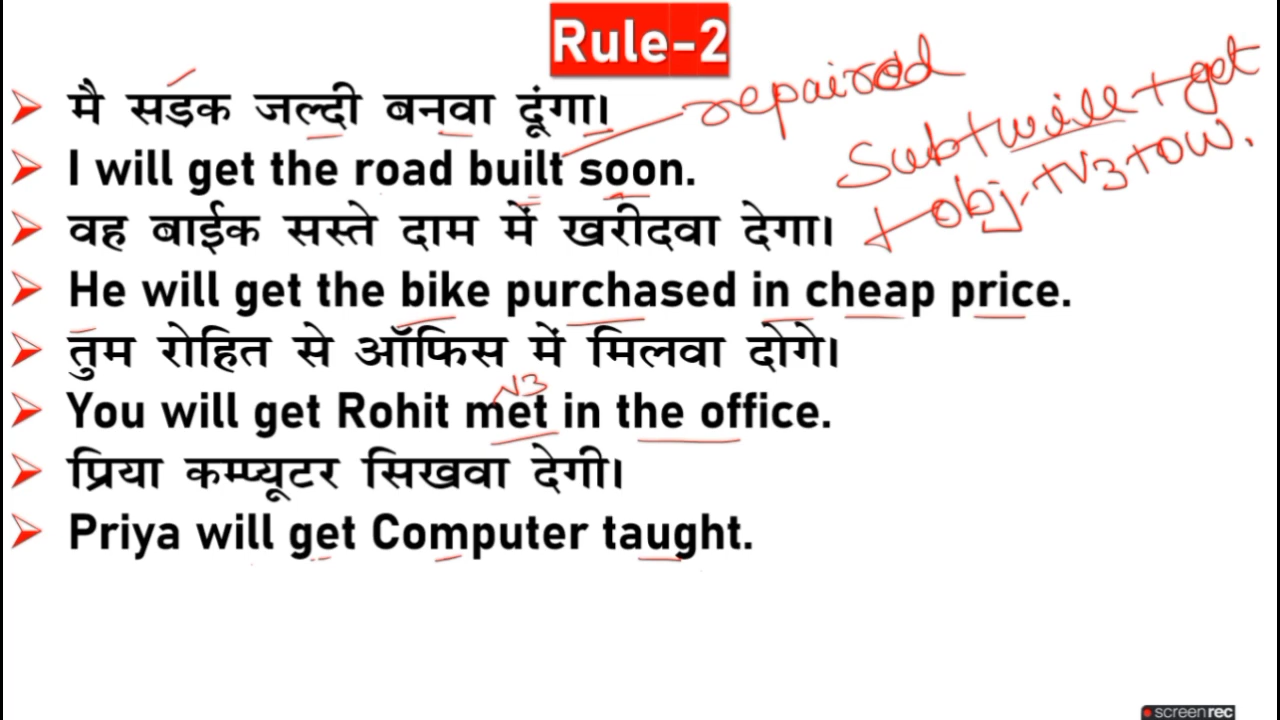 Rule-2
मै सडक जल्दी बनवा दूंगा।
repaired
I will get the road built soon.
Sub+will+get
+obj.+V3+OW.
वह बाईक सस्ते दाम में खरीदवा देगा।
He will get the bike purchased in cheap price.
तुम रोहित से ऑफिस में मिलवा दोगे।
V3
You will get Rohit met in the office.
प्रिया कम्प्यूटर सिखवा देगी।
Priya will get Computer taught.
screenrec